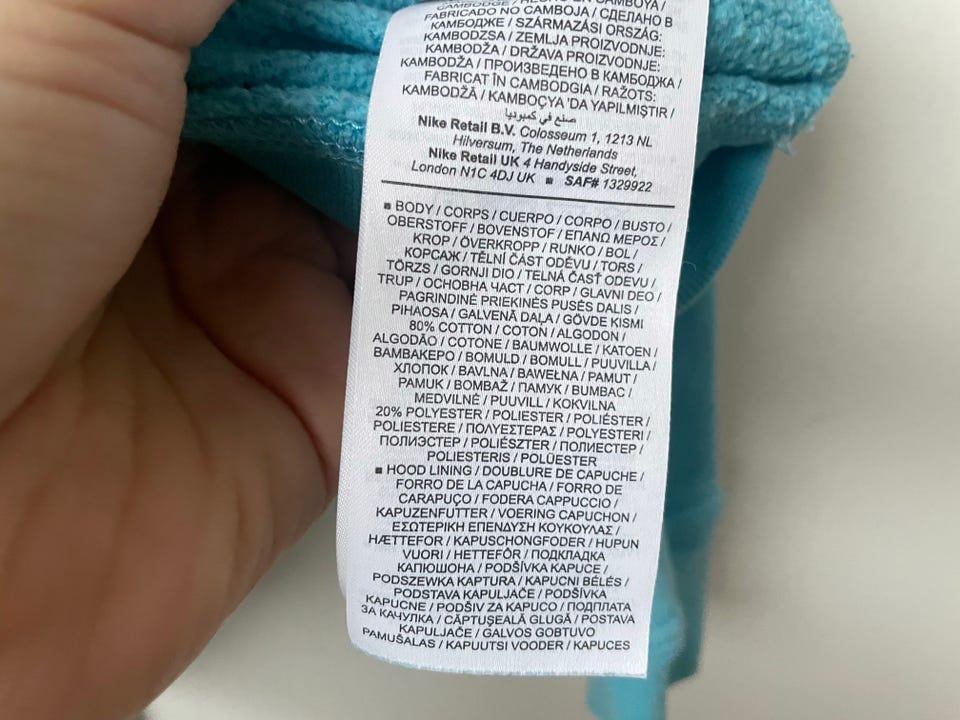 CAMBODGE / HECHO EN CAMBOYA /
FABRICADO NO CAMBOJA / СДЕЛАНО В
КАМБОДЖЕ / SZÁRMAZÁSI ORSZÁG:
KAMBODZSA / ZEMLJA PROIZVODNJE:
KAMBODŽA / DRŽAVA PROIZVODNJE:
KAMBODŽA / ПРОИЗВЕДЕНО В КАМБОДЖА /
FABRICAT ÎN CAMBODGIA / RAŽOTS:
KAMBODŽĀ / KAMBOÇYA 'DA YAPILMIŞTIR /
صنع في كمبوديا
Nike Retail B.V. Colosseum 1, 1213 NL
Hilversum, The Netherlands
Nike Retail UK 4 Handyside Street,
London N1C 4DJ UK ■ SAF# 1329922
■ BODY / CORPS / CUERPO / CORPO / BUSTO /
OBERSTOFF / BOVENSTOF / ΕΠΑΝΩ ΜΕΡΟΣ /
KROP / ÖVERKROPP / RUNKO / BOL /
КОРСАЖ / TĚLNÍ ČÁST ODĚVU / TORS /
TÖRZS / GORNJI DIO / TELNÁ ČASŤ ODEVU /
TRUP / ОСНОВНА ЧАСТ / CORP / GLAVNI DEO /
PAGRINDINĖ PRIEKINĖS PUSĖS DALIS /
PIHAOSA / GALVENĀ DAĻA / GÖVDE KISMI
80% COTTON / COTON / ALGODON /
ALGODÃO / COTONE / BAUMWOLLE / KATOEN /
ΒΑΜΒΑΚΕΡΟ / BOMULD / BOMULL / PUUVILLA /
ХЛОПОК / BAVLNA / BAWEŁNA / PAMUT /
PAMUK / BOMBAŽ / ПАМУК / BUMBAC /
MEDVILNĖ / PUUVILL / KOKVILNA
20% POLYESTER / POLIESTER / POLIÉSTER /
POLIESTERE / ΠΟΛΥΕΣΤΕΡΑΣ / POLYESTERI /
ПОЛИЭСТЕР / POLIÉSZTER / ПОЛИЕСТЕР /
POLIESTERIS / POLÜESTER
■ HOOD LINING / DOUBLURE DE CAPUCHE /
FORRO DE LA CAPUCHA / FORRO DE
CARAPUÇO / FODERA CAPPUCCIO /
KAPUZENFUTTER / VOERING CAPUCHON /
ΕΣΩΤΕΡΙΚΗ ΕΠΕΝΔΥΣΗ ΚΟΥΚΟΥΛΑΣ /
HÆTTEFOR / KAPUSCHONGFODER / HUPUN
VUORI / HETTEFÔR / ПОДКЛАДКА
КАПЮШОНА / PODŠÍVKA KAPUCE /
PODSZEWKA KAPTURA / KAPUCNI BÉLÉS /
PODSTAVA KAPULJAČE / PODŠÍVKA
KAPUCNE / PODŠIV ZA KAPUCO / ПОДПЛАТА
ЗА КАЧУЛКА / CĂPTUŞEALĂ GLUGĂ / POSTAVA
KAPULJAČE / GALVOS GOBTUVO
PAMUŠALAS / KAPUUTSI VOODER / KAPUCES